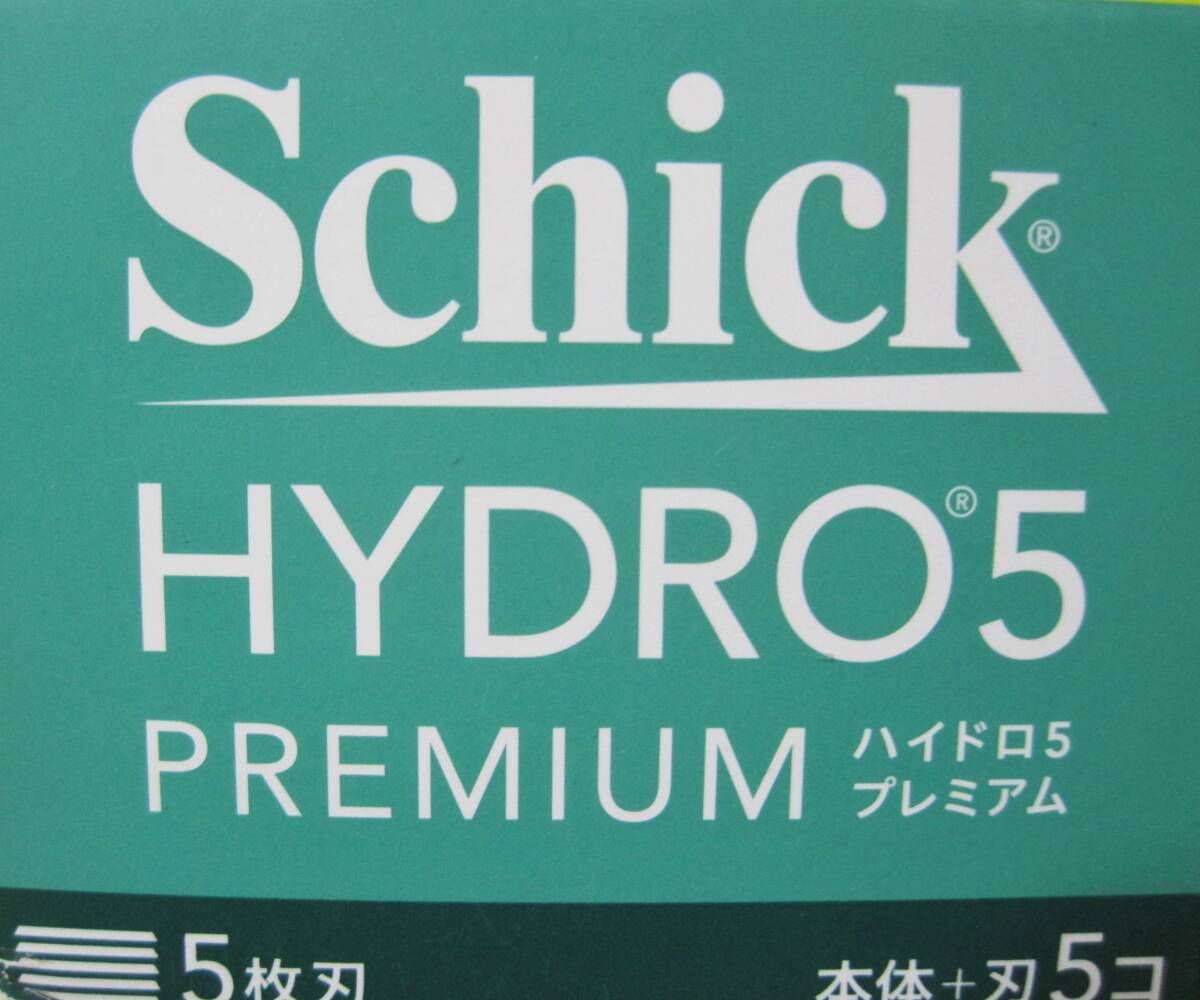 Schick®
HYDRO®5
PREMIUM
ハイドロ5
プレミアム
5枚刃
本体+刃5コ